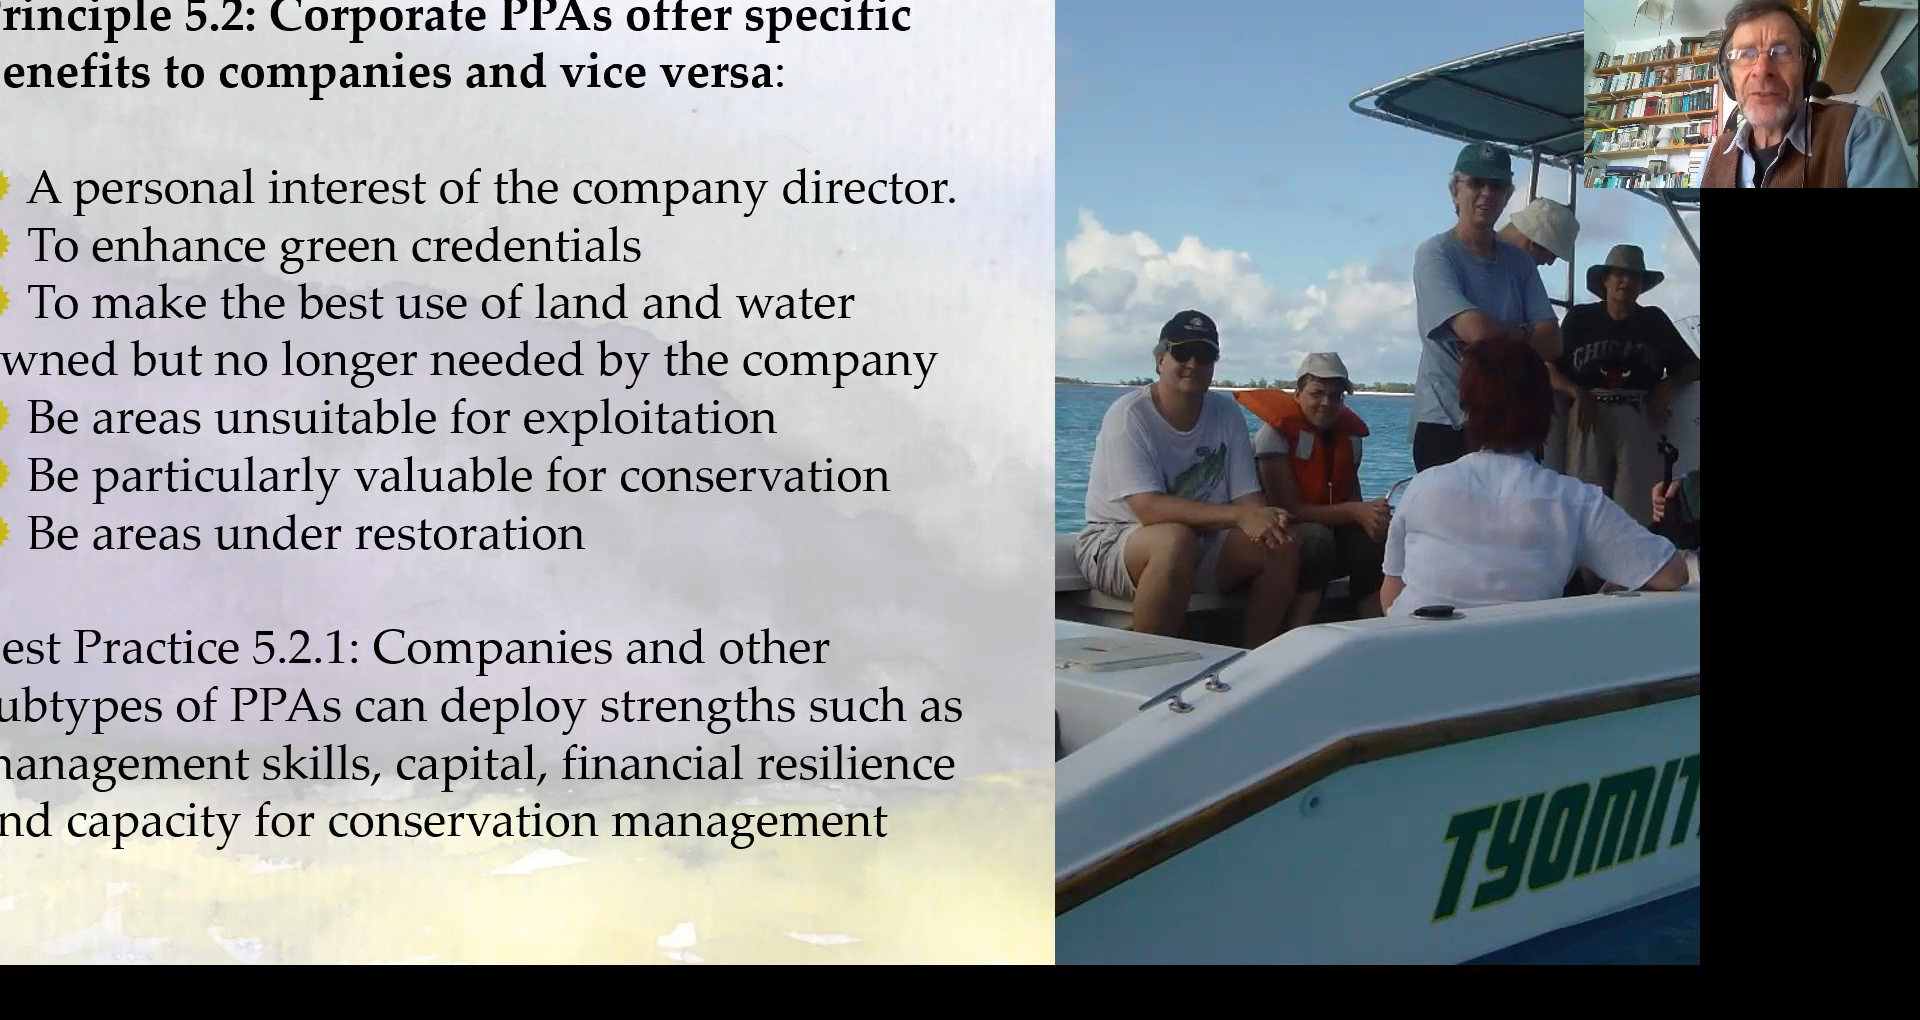 rinciple 5.2: Corporate PPAs offer specific
enefits to companies and vice versa:
A personal interest of the company director.
To enhance green credentials
To make the best use of land and water
wned but no longer needed by the company
Be areas unsuitable for exploitation
Be particularly valuable for conservation
Be areas under restoration
est Practice 5.2.1: Companies and other
ubtypes of PPAs can deploy strengths such as
anagement skills, capital, financial resilience
nd capacity for conservation management
CHICAG
TYOMIT